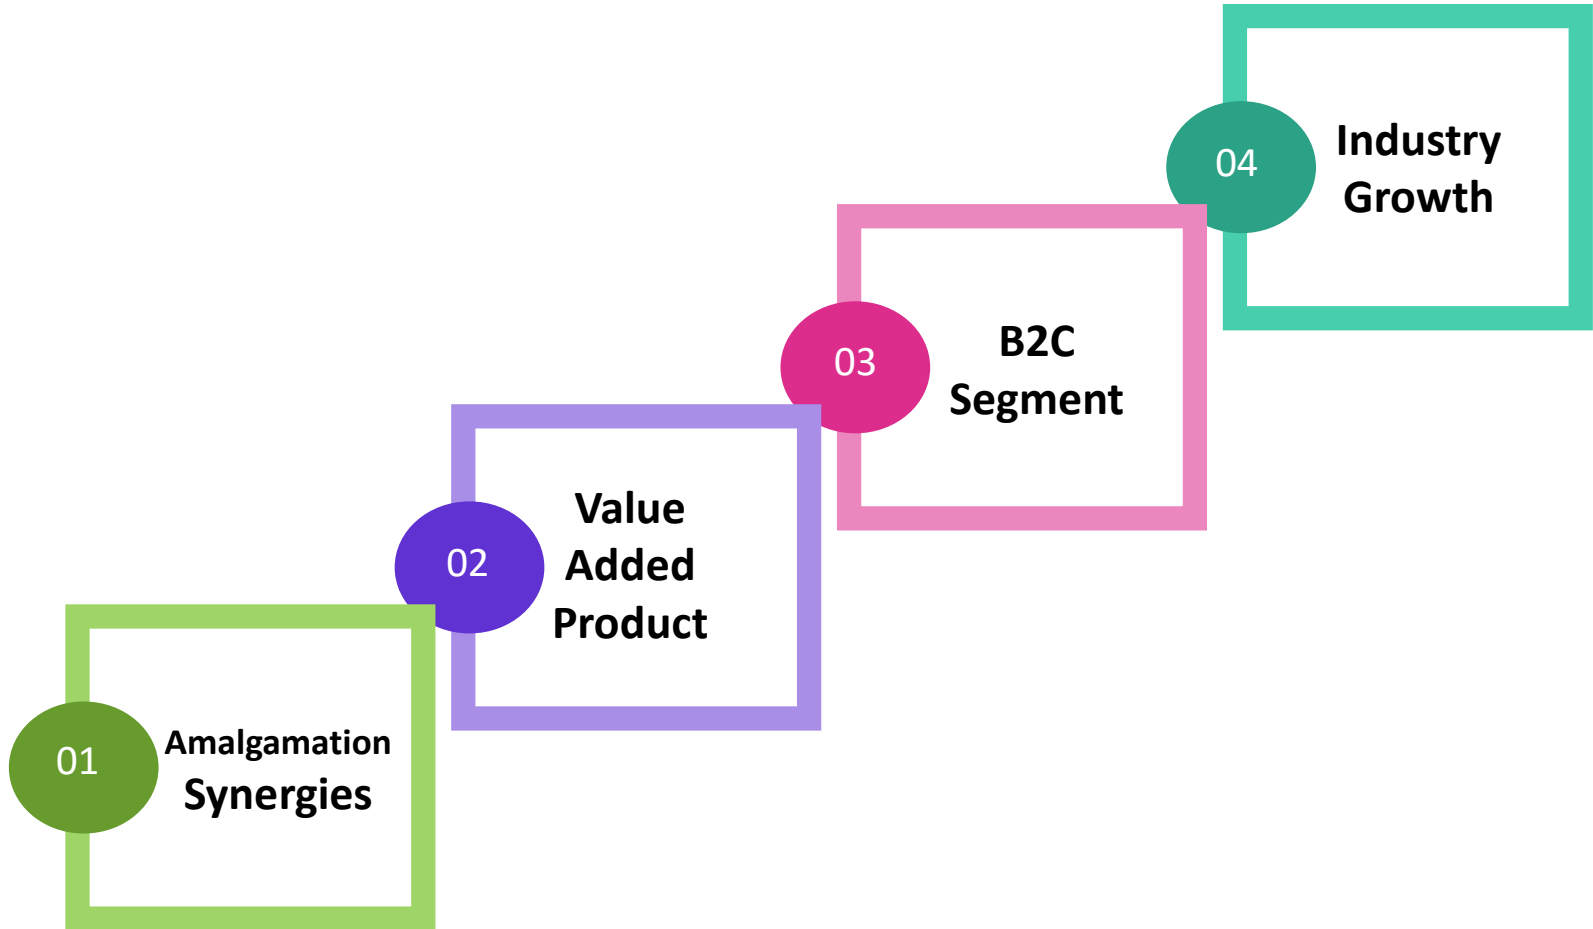 01
Amalgamation
Synergies
02
Value
Added
Product
03
B2C
Segment
04
Industry
Growth